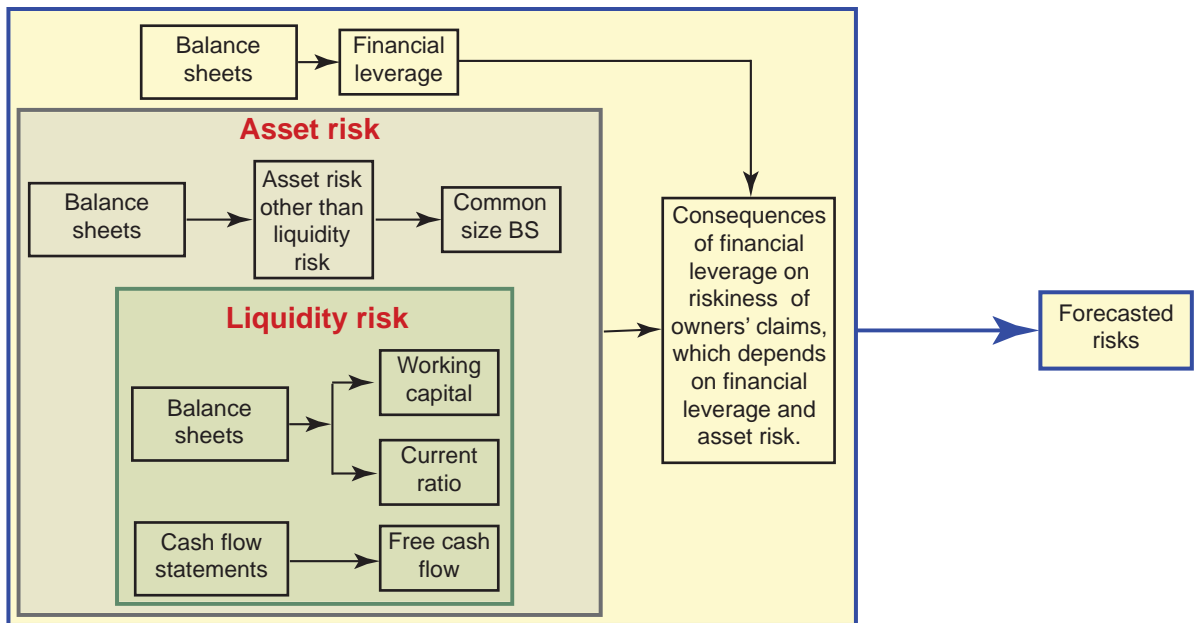 Balance
sheets
Financial
leverage
Asset risk
Balance
sheets
Asset risk
other than
liquidity
risk
Common
size BS
Liquidity risk
Balance
sheets
Working
capital
Current
ratio
Cash flow
statements
Free cash
flow
Consequences
of financial
leverage on
riskiness of
owners’ claims,
which depends
on financial
leverage and
asset risk.
Forecasted
risks